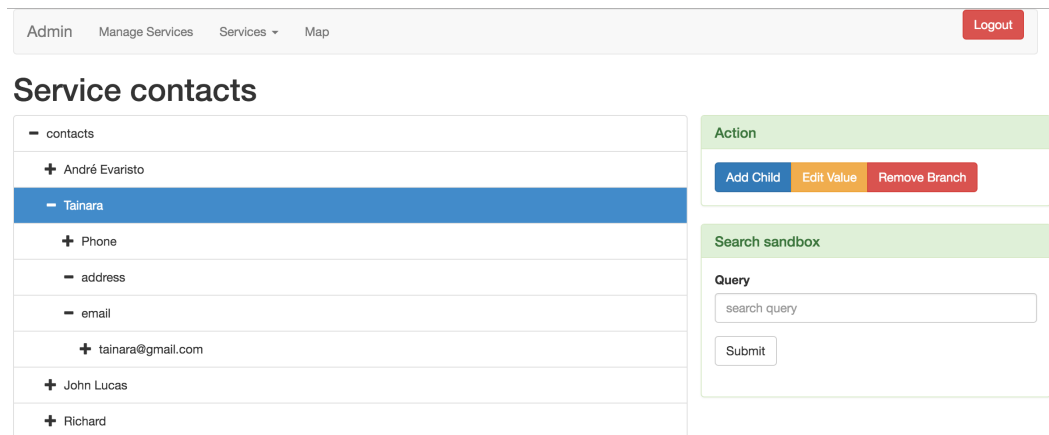 Admin Manage Services Services Map Logout
Service contacts
contacts
André Evaristo
Tainara
Phone
address
email
tainara@gmail.com
John Lucas
Richard
Action
Add Child Edit Value Remove Branch
Search sandbox
Query
search query
Submit